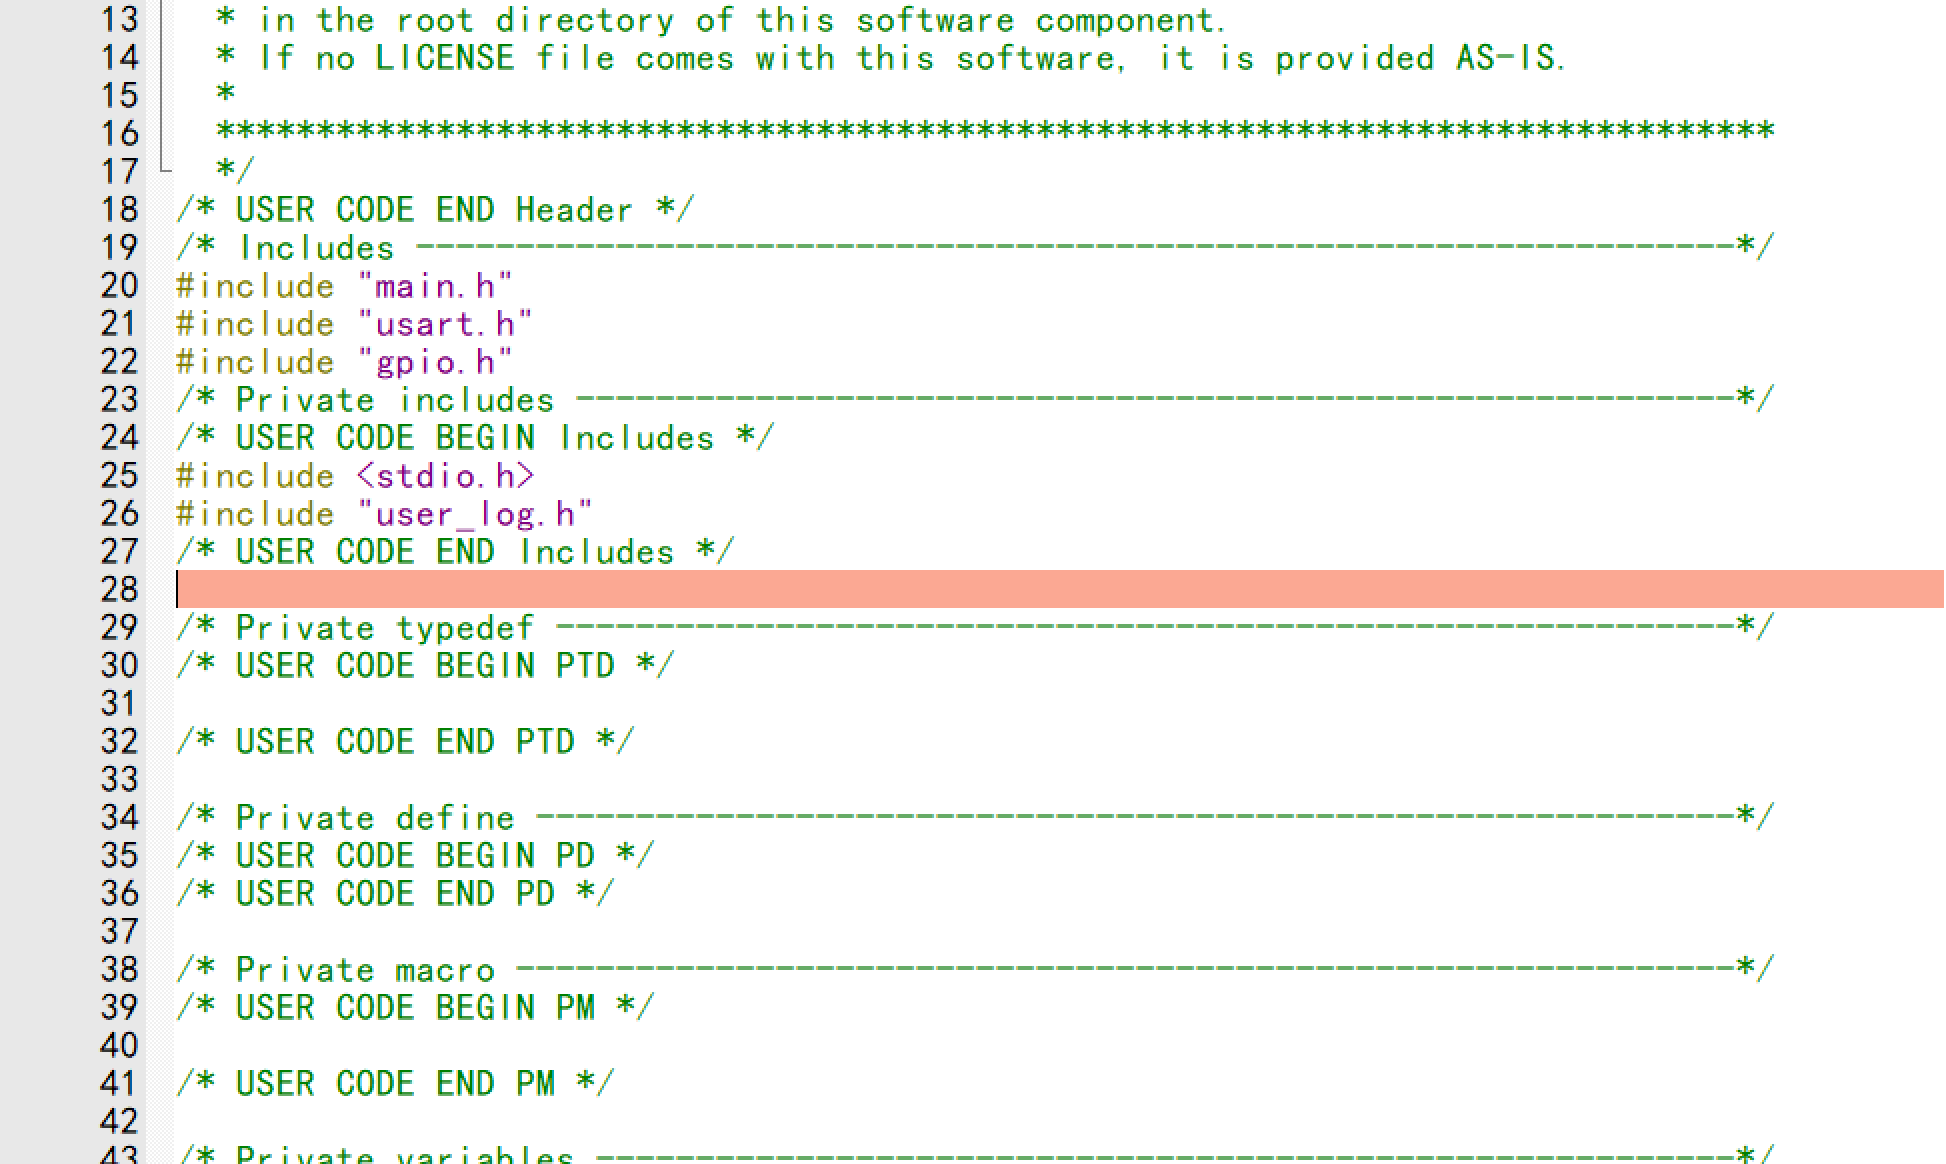 13 * in the root directory of this software component.
14 * If no LICENSE file comes with this software, it is provided AS-IS.
15 *
16 ******************************************************************************
17 */
18 /* USER CODE END Header */
19 /* Includes ------------------------------------------------------------------*/
20 #include "main.h"
21 #include "usart.h"
22 #include "gpio.h"
23 /* Private includes ----------------------------------------------------------*/
24 /* USER CODE BEGIN Includes */
25 #include <stdio.h>
26 #include "user_log.h"
27 /* USER CODE END Includes */
28
29 /* Private typedef -----------------------------------------------------------*/
30 /* USER CODE BEGIN PTD */
31
32 /* USER CODE END PTD */
33
34 /* Private define ------------------------------------------------------------*/
35 /* USER CODE BEGIN PD */
36 /* USER CODE END PD */
37
38 /* Private macro -------------------------------------------------------------*/
39 /* USER CODE BEGIN PM */
40
41 /* USER CODE END PM */
42
43 /* Private variables ---------------------------------------------------------*/